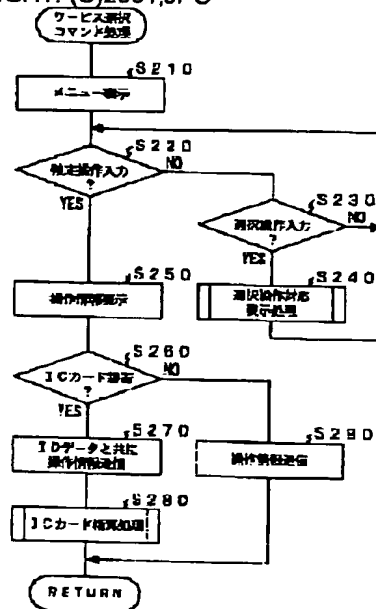 (C)2001,JPO
サービス選択
コマンド処理
S210
メニュー表示
S220
確定操作入力
?
NO
YES
S230
選択操作入力
?
NO
YES
S240
選択操作対応
表示処理
S250
操作情報表示
S260
ICカード
?
NO
YES
S270
IDデータと共に
操作情報送信
S290
操作情報送信
S280
ICカード精算処理
RETURN